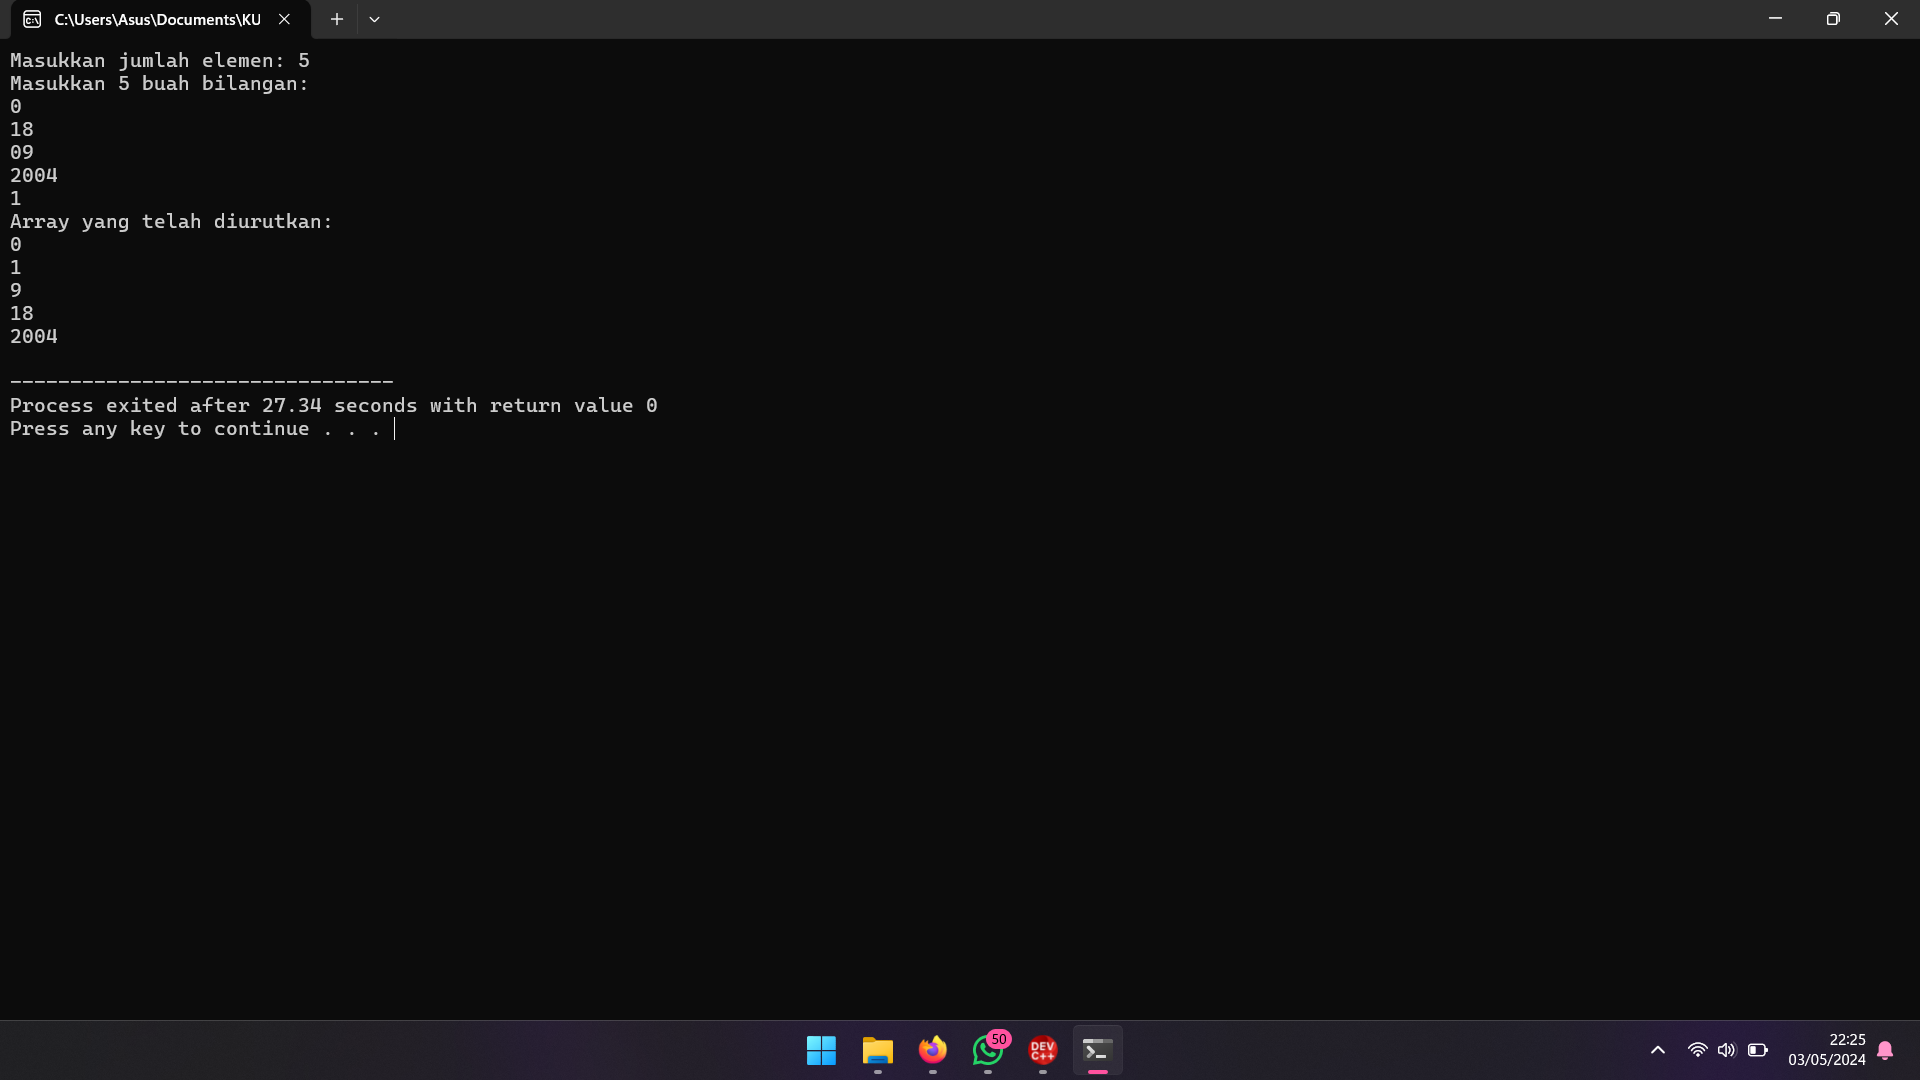 C:\Users\Asus\Documents\KU
Masukkan jumlah elemen: 5
Masukkan 5 buah bilangan:
0
18
09
2004
1
Array yang telah diurutkan:
0
1
9
18
2004
--------------------------------
Process exited after 27.34 seconds with return value 0
Press any key to continue . . .
50
DEV
C++
22:25
03/05/2024